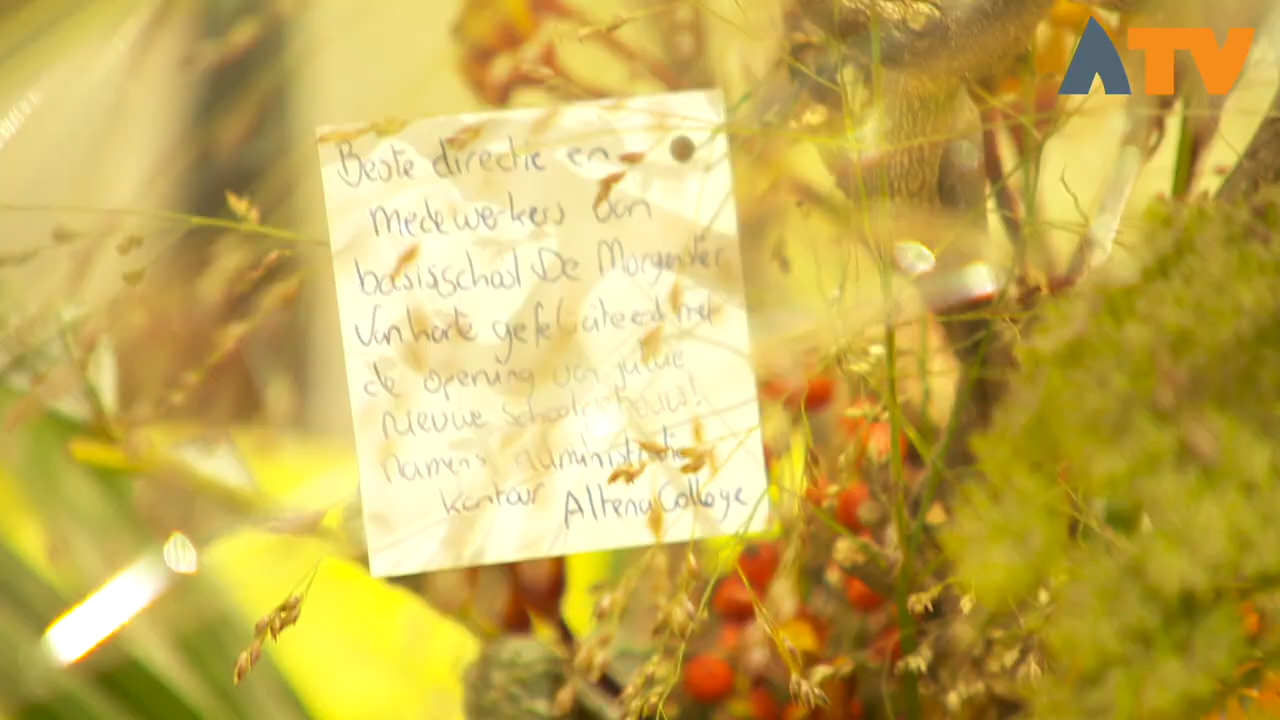 ATV
Beste directie en
medewerkers van
basisschool De Morgenster
Van harte gefeliciteerd met
de opening van jullie
nieuwe schoolgebouw!
namens administratie
kantoor Altena College